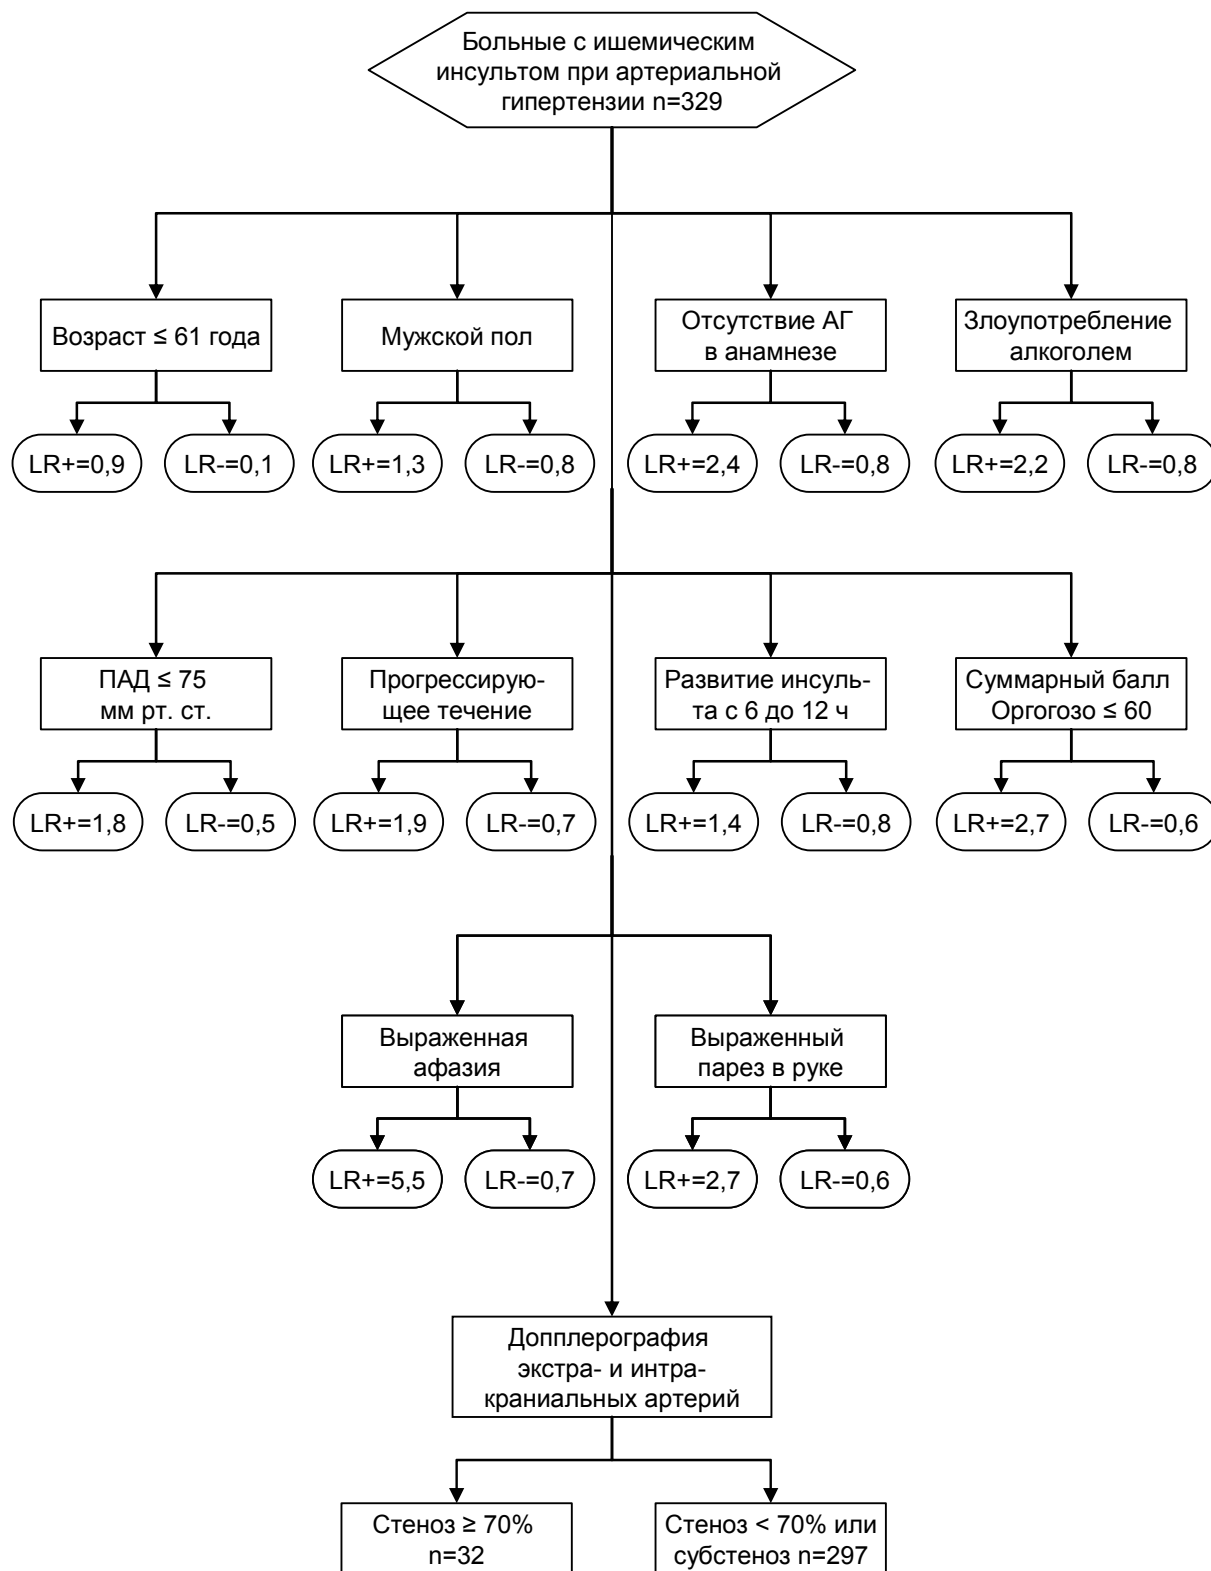 Больные с ишемическим
инсультом при артериальной
гипертензии n=329
Возраст ≤ 61 года
Мужской пол
Отсутствие АГ
в анамнезе
Злоупотребление
алкоголем
LR+=0,9
LR-=0,1
LR+=1,3
LR-=0,8
LR+=2,4
LR-=0,8
LR+=2,2
LR-=0,8
ПАД ≤ 75
мм рт. ст.
Прогрессирую-
щее течение
Развитие инсуль-
та с 6 до 12 ч
Суммарный балл
Оргогозо ≤ 60
LR+=1,8
LR-=0,5
LR+=1,9
LR-=0,7
LR+=1,4
LR-=0,8
LR+=2,7
LR-=0,6
Выраженная
афазия
Выраженный
парез в руке
LR+=5,5
LR-=0,7
LR+=2,7
LR-=0,6
Допплерография
экстра- и интра-
краниальных артерий
Стеноз ≥ 70%
n=32
Стеноз < 70% или
субстеноз n=297